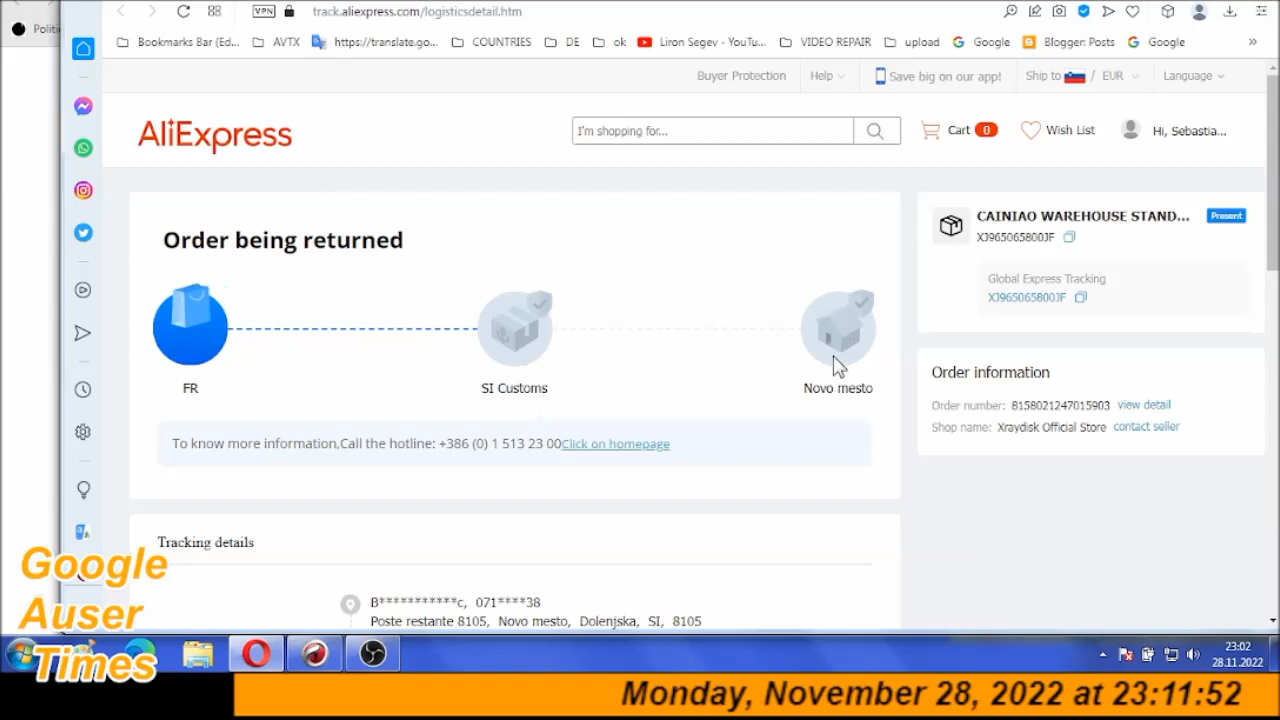 Politi
VPN
track.aliexpress.com/logisticsdetail.htm
Bookmarks Bar (Ed... AVTX https://translate.go... COUNTRIES DE ok Liron Segev - YouTu... VIDEO REPAIR upload Google Blogger: Posts Google »
Buyer Protection Help Save big on our app! Ship to / EUR Language
AliExpress
I'm shopping for...
Cart 0 Wish List Hi, Sebastia...
Order being returned
FR SI Customs Novo mesto
To know more information,Call the hotline: +386 (0) 1 513 23 00Click on homepage
CAINIAO WAREHOUSE STAND... Present
XJ965065800JF
Global Express Tracking
XJ965065800JF
Order information
Order number: 8158021247015903 view detail
Shop name: Xraydisk Official Store contact seller
Tracking details
B***********c, 071****38
Poste restante 8105, Novo mesto, Dolenjska, SI, 8105
Google
Auser
Times
23:02
28.11.2022
Monday, November 28, 2022 at 23:11:52